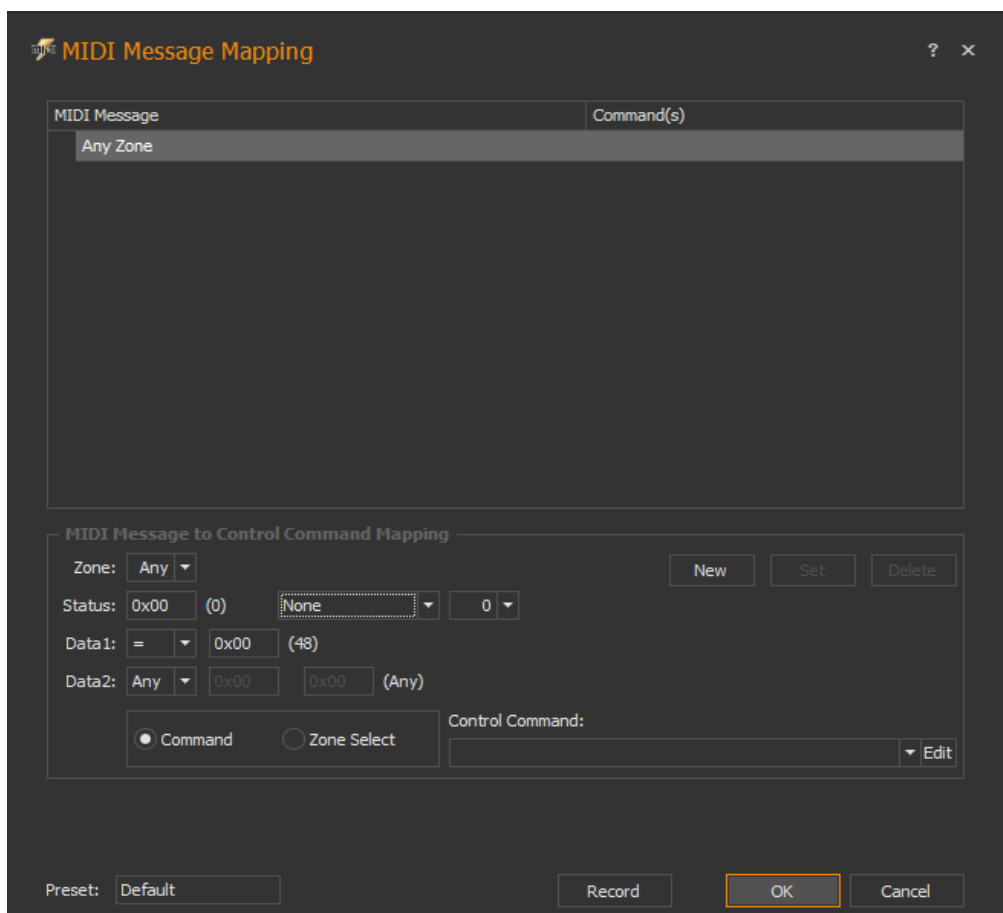 MIDI Message Mapping ? ×
MIDI Message Command(s)
Any Zone
MIDI Message to Control Command Mapping
Zone: Any New Set Delete
Status: 0x00 (0) None 0
Data1: = 0x00 (48)
Data2: Any 0x00 0x00 (Any)
Control Command:
Command Zone Select
Edit
Preset: Default Record OK Cancel